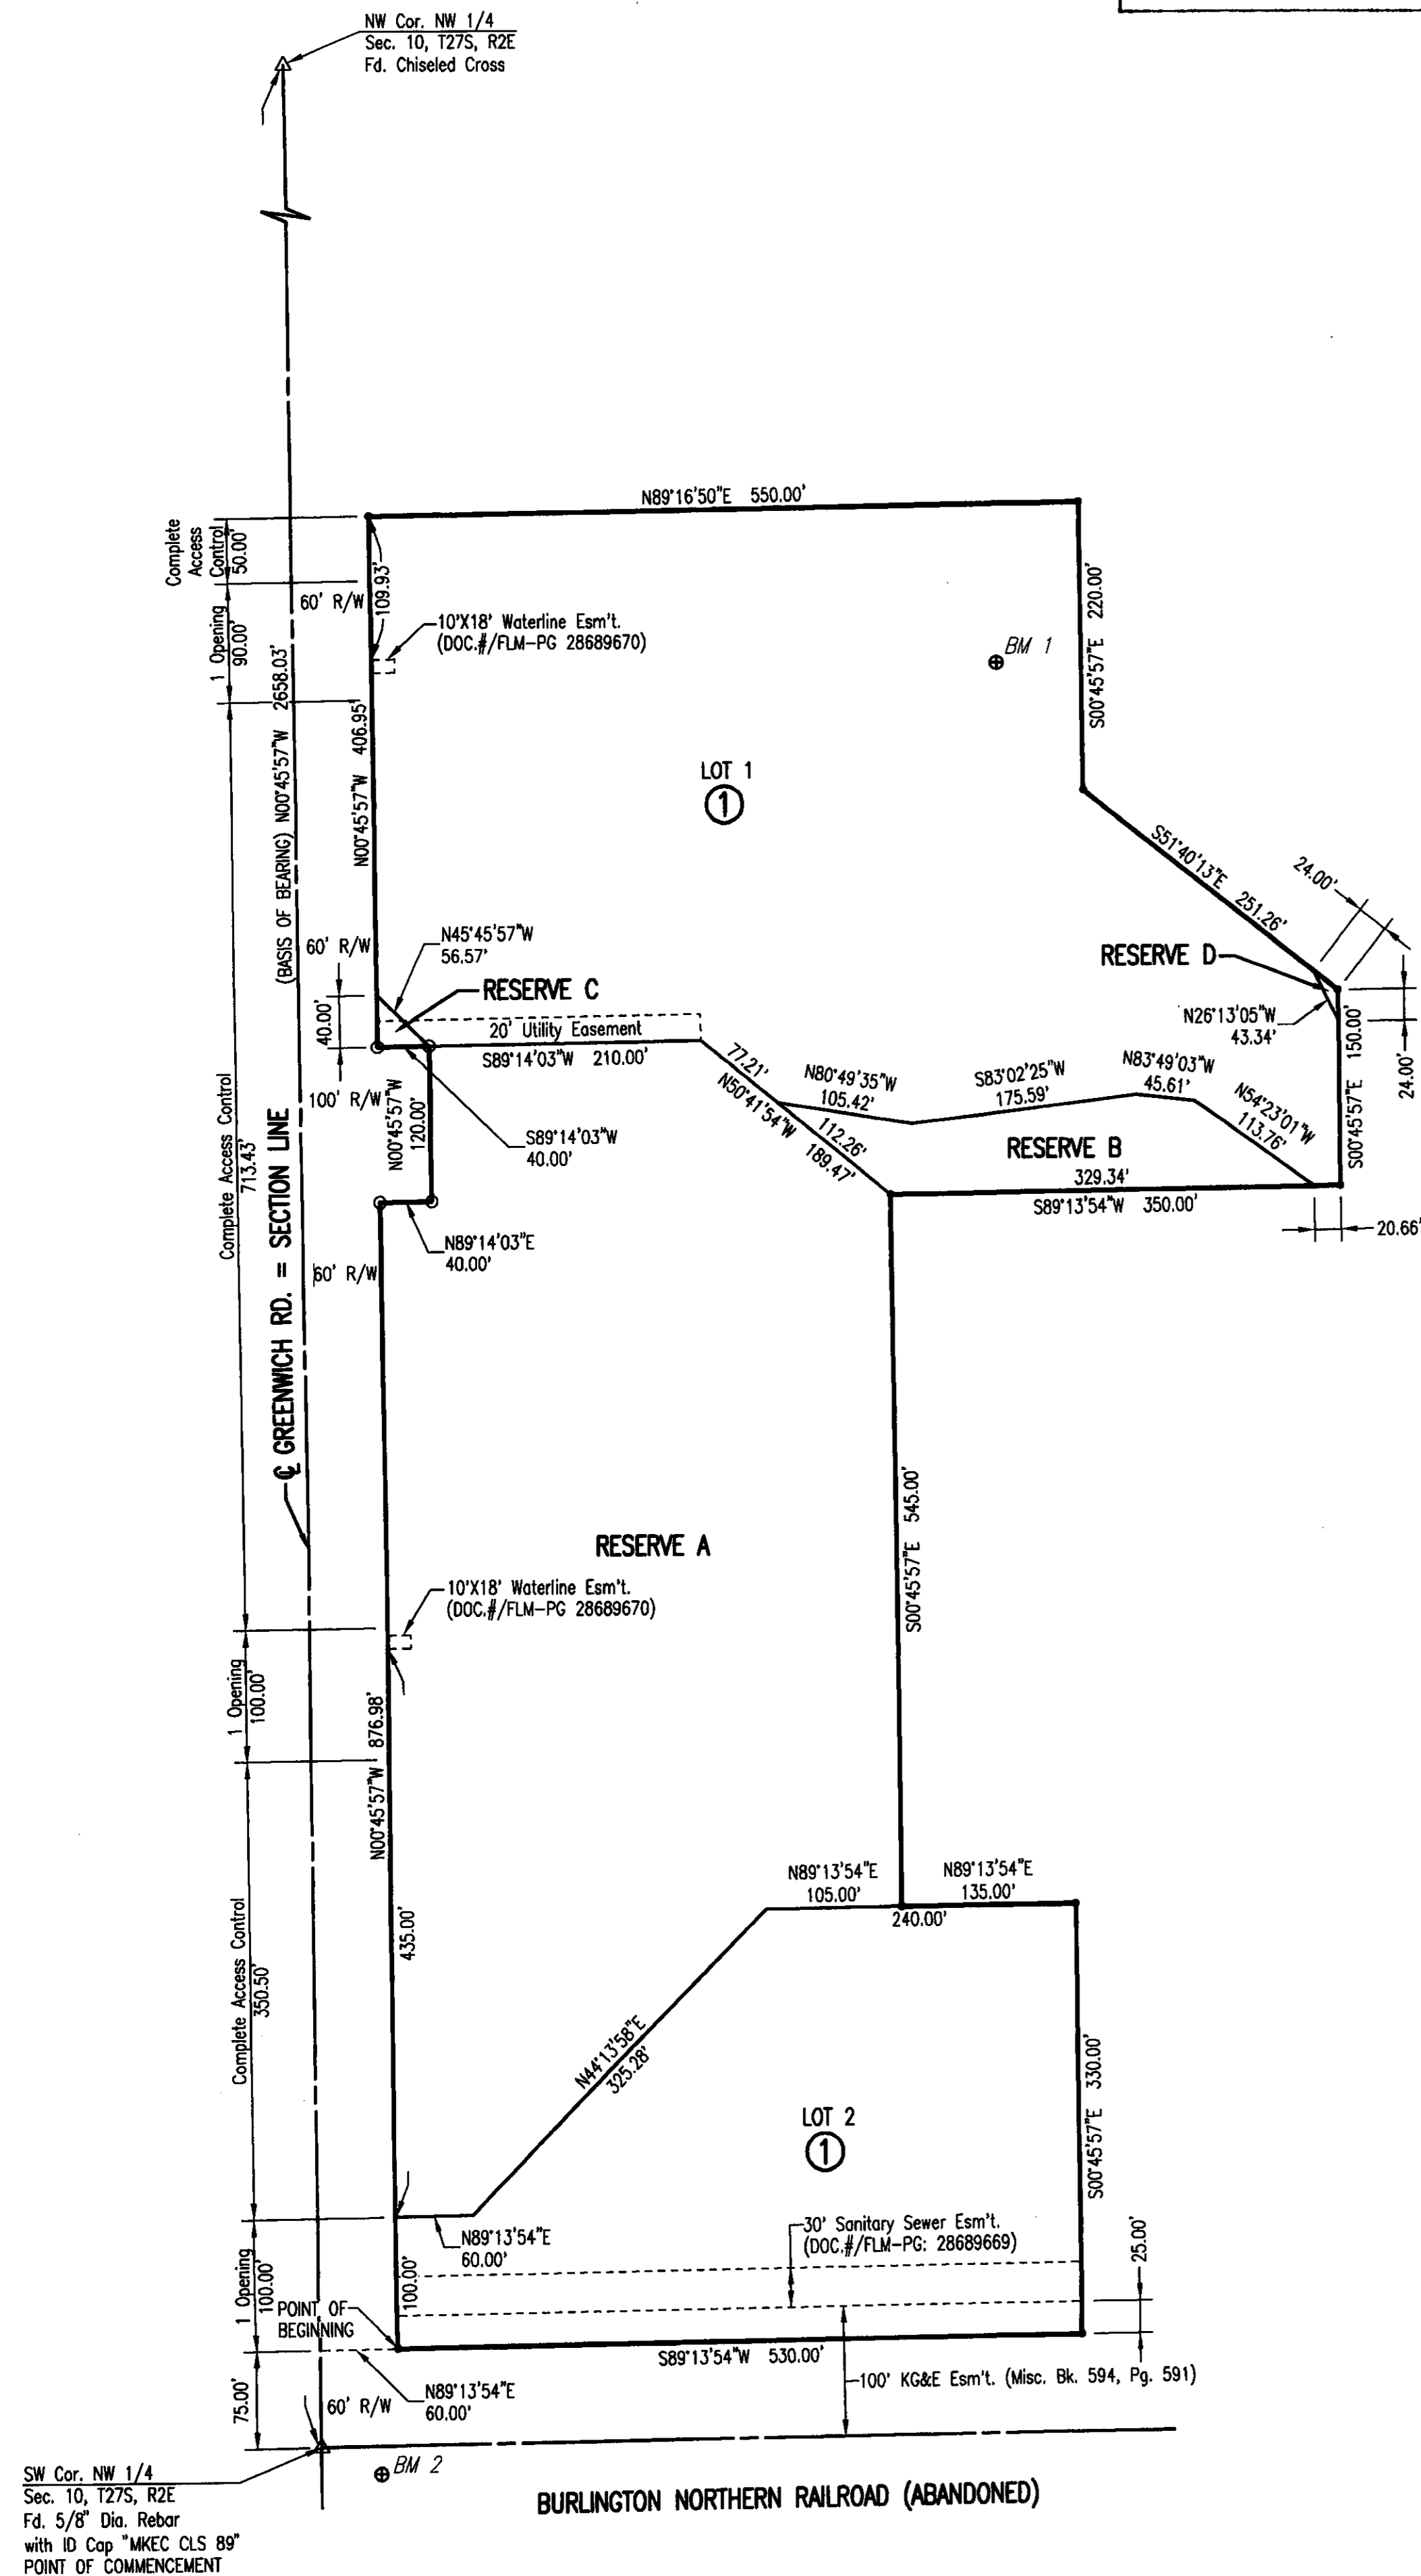 NW Cor. NW 1/4
Sec. 10, T27S, R2E
Fd. Chiseled Cross
N89°16'50"E 550.00'
Complete
Access
Control
50.00'
60' R/W
109.93'
10'X18' Waterline Esm't.
(DOC.#/FLM-PG 28689670)
1 Opening
90.00'
BM 1
S00°45'57"E 220.00'
(BASIS OF BEARING) N00°45'57"W 2658.03'
N00°45'57"W 406.95'
LOT 1
1
S51°40'13"E 251.26'
24.00'
N45°45'57"W
56.57'
60' R/W
RESERVE D
RESERVE C
40.00'
20' Utility Easement
N26°13'05"W
43.34'
S00°45'57"E 150.00'
24.00'
S89°14'03"W 210.00'
77.21'
N80°49'35"W
105.42'
S83°02'25"W
175.59'
N83°49'03"W
45.61'
N54°23'01"W
113.76'
100' R/W
N00°45'57"W
120.00'
N50°41'54"W 189.47'
112.26'
S89°14'03"W
40.00'
RESERVE B
329.34'
S89°13'54"W 350.00'
20.66'
Complete Access Control
713.43'
N89°14'03"E
40.00'
60' R/W
℄ GREENWICH RD. = SECTION LINE
S00°45'57"E 545.00'
RESERVE A
10'X18' Waterline Esm't.
(DOC.#/FLM-PG 28689670)
1 Opening
100.00'
N00°45'57"W 876.98'
N89°13'54"E
105.00'
N89°13'54"E
135.00'
240.00'
435.00'
Complete Access Control
350.50'
N44°13'58"E
325.28'
LOT 2
1
S00°45'57"E 330.00'
30' Sanitary Sewer Esm't.
(DOC.#/FLM-PG: 28689669)
N89°13'54"E
60.00'
25.00'
1 Opening
100.00'
100.00'
POINT OF
BEGINNING
S89°13'54"W 530.00'
100' KG&E Esm't. (Misc. Bk. 594, Pg. 591)
N89°13'54"E
60.00'
75.00'
60' R/W
BM 2
SW Cor. NW 1/4
Sec. 10, T27S, R2E
Fd. 5/8" Dia. Rebar
with ID Cap "MKEC CLS 89"
POINT OF COMMENCEMENT
BURLINGTON NORTHERN RAILROAD (ABANDONED)